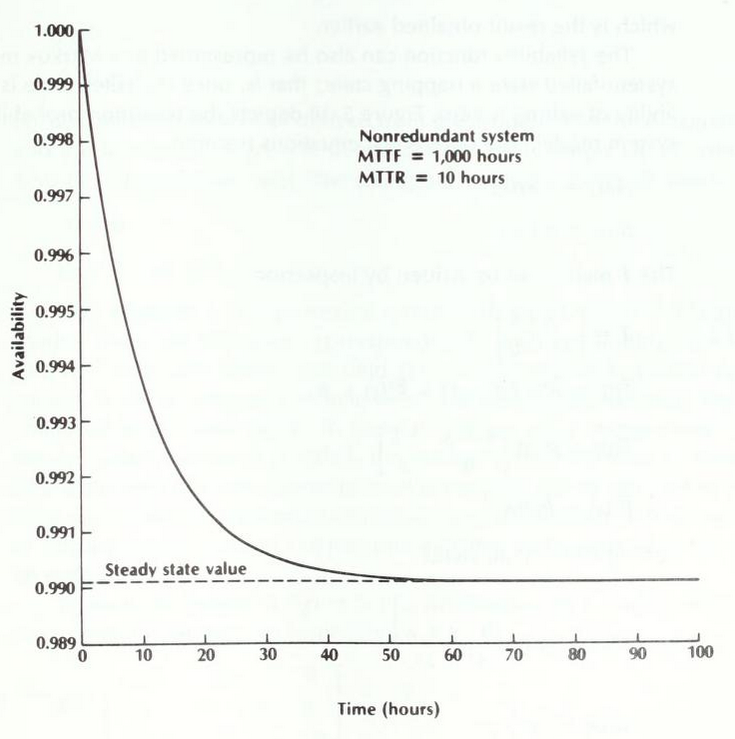 1.000
0.999
0.998
0.997
0.996
0.995
0.994
0.993
0.992
0.991
0.990
0.989
Availability
Nonredundant system
MTTF = 1,000 hours
MTTR = 10 hours
Steady state value
0 10 20 30 40 50 60 70 80 90 100
Time (hours)